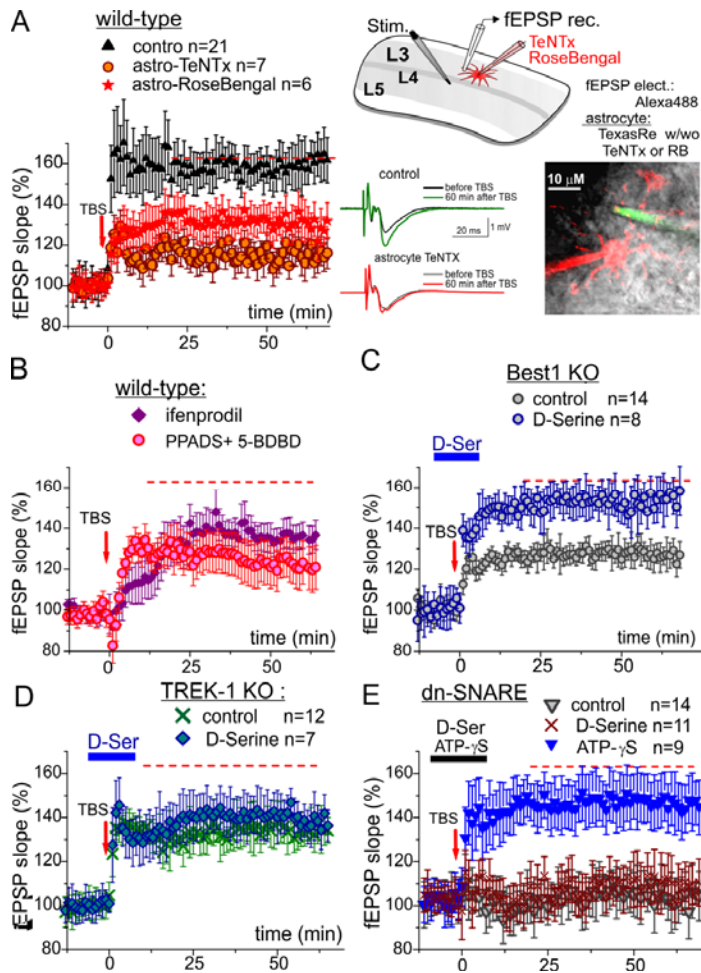 A
wild-type
contro n=21
astro-TeNTx = 7
astro-RoseBengal n=6
fEPSP slope (%)
160
140
120
100
80
TBS
0
25
50
time (min)
Stim.
fEPSP rec.
TeNTx
RoseBengal
L3
L4
L5
fEPSP elect.:
Alexa488
astrocyte:
TexasRe w/wo
TeNTx or RB
control
before TBS
60 min after TBS
20 ms
1 mV
astrocyte TeNTX
before TBS
60 min after TBS
10 µM
B
wild-type:
ifenprodil
PPADS+ 5-BDBD
fEPSP slope (%)
160
140
120
100
80
TBS
0
25
50
time (min)
C
Best1 KO
control n=14
D-Serine n=8
D-Ser
fEPSP slope (%)
160
140
120
100
80
TBS
0
25
50
time (min)
D
TREK-1 KO :
control n=12
D-Serine n=7
D-Ser
fEPSP slope (%)
160
140
120
100
80
TBS
0
25
50
time (min)
E
dn-SNARE
control n=14
D-Serine n=11
ATP-γS n=9
D-Ser
ATP-γS
fEPSP slope (%)
160
140
120
100
80
TBS
0
25
50
time (min)